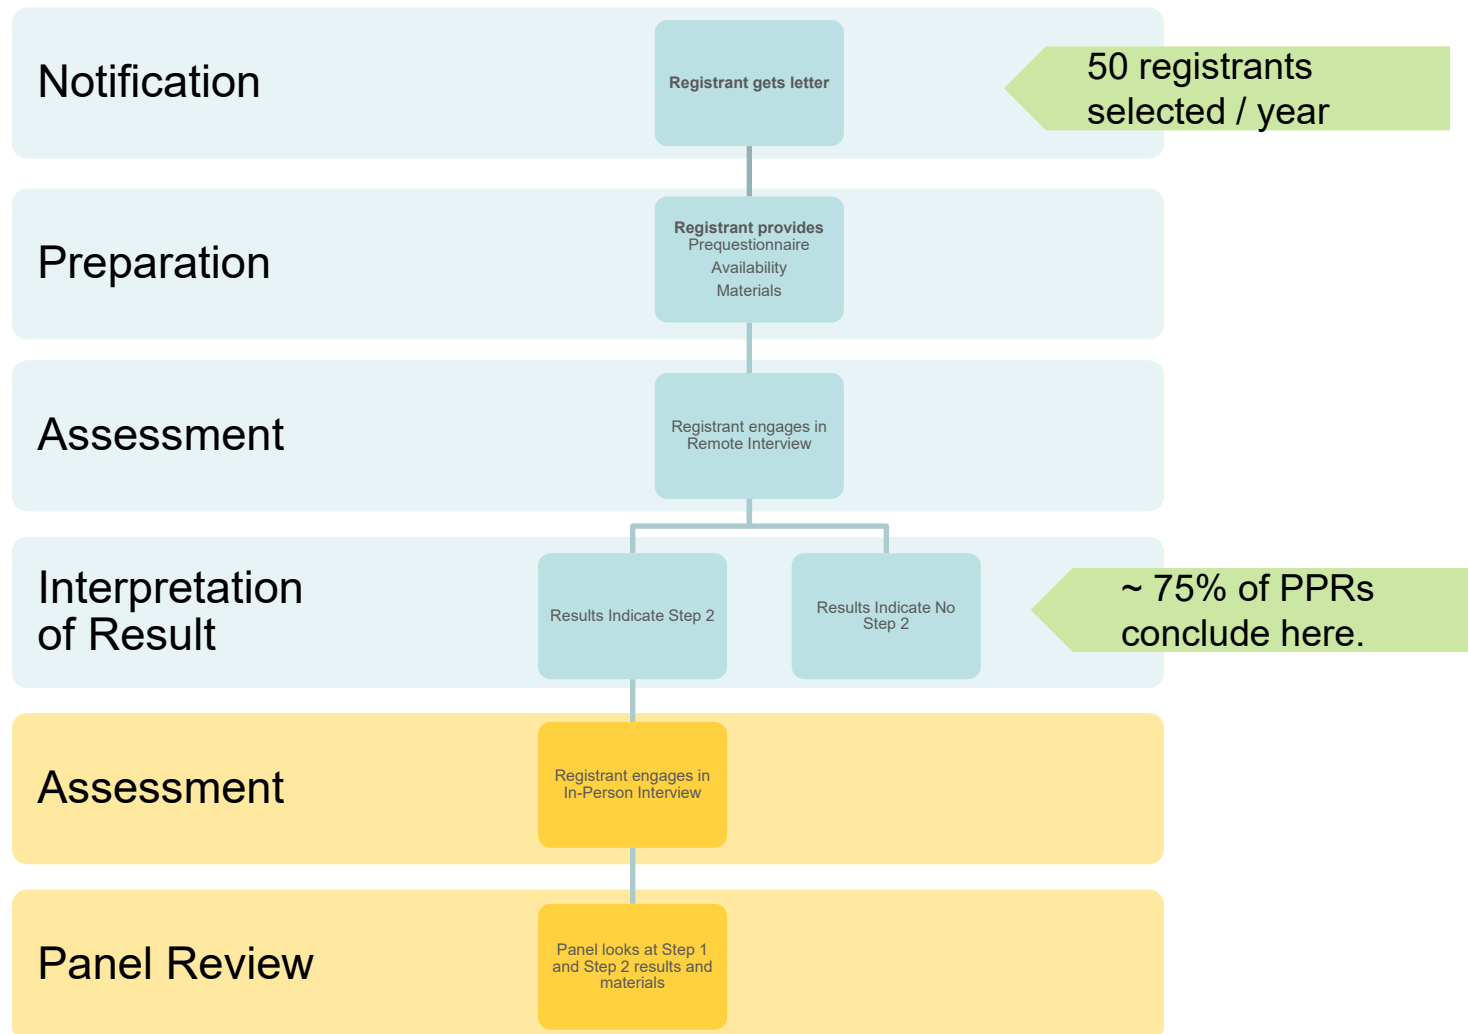 Notification
Registrant gets letter
50 registrants
selected / year
Preparation
Registrant provides
Prequestionnaire
Availability
Materials
Assessment
Registrant engages in
Remote Interview
Interpretation
of Result
Results Indicate Step 2
Results Indicate No
Step 2
~ 75% of PPRs
conclude here.
Assessment
Registrant engages in
In-Person Interview
Panel Review
Panel looks at Step 1
and Step 2 results and
materials